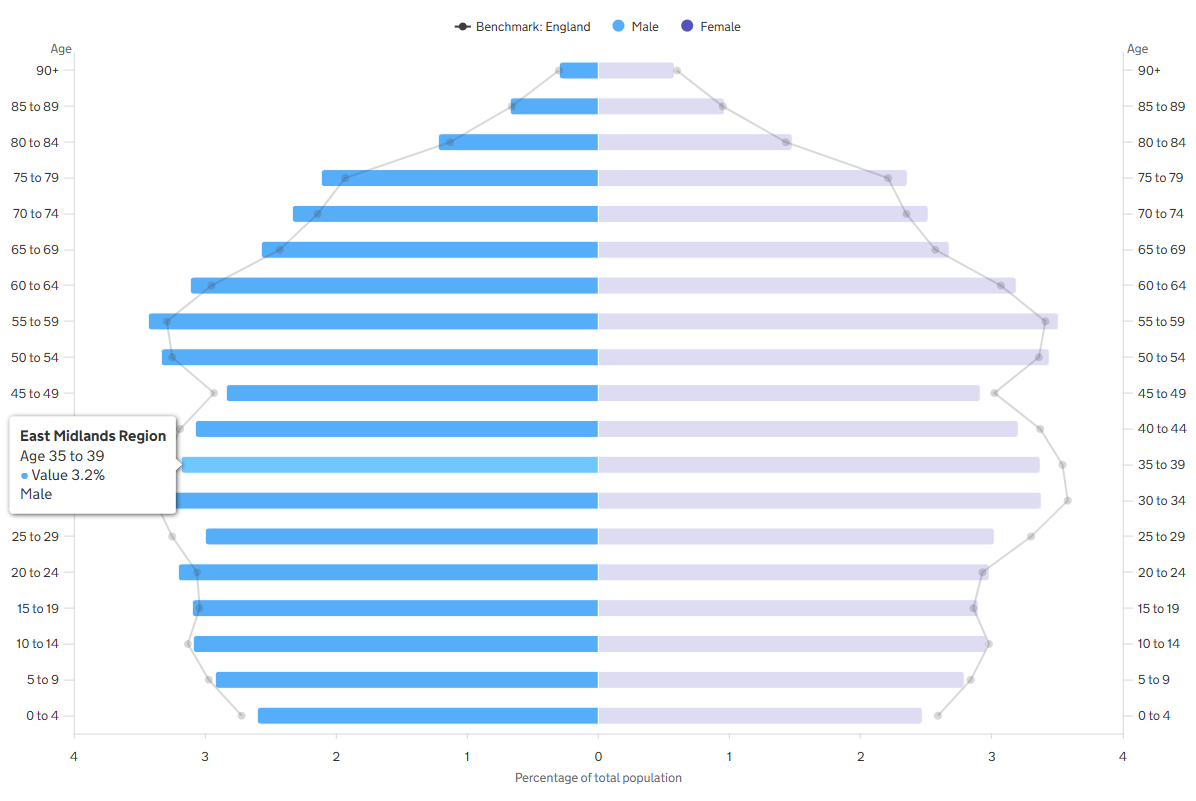 Benchmark: England Male Female
Age Age
90+ 90+
85 to 89 85 to 89
80 to 84 80 to 84
75 to 79 75 to 79
70 to 74 70 to 74
65 to 69 65 to 69
60 to 64 60 to 64
55 to 59 55 to 59
50 to 54 50 to 54
45 to 49 45 to 49
40 to 44
East Midlands Region
Age 35 to 39
Value 3.2%
Male
35 to 39
30 to 34
25 to 29 25 to 29
20 to 24 20 to 24
15 to 19 15 to 19
10 to 14 10 to 14
5 to 9 5 to 9
0 to 4 0 to 4
4 3 2 1 0 1 2 3 4
Percentage of total population